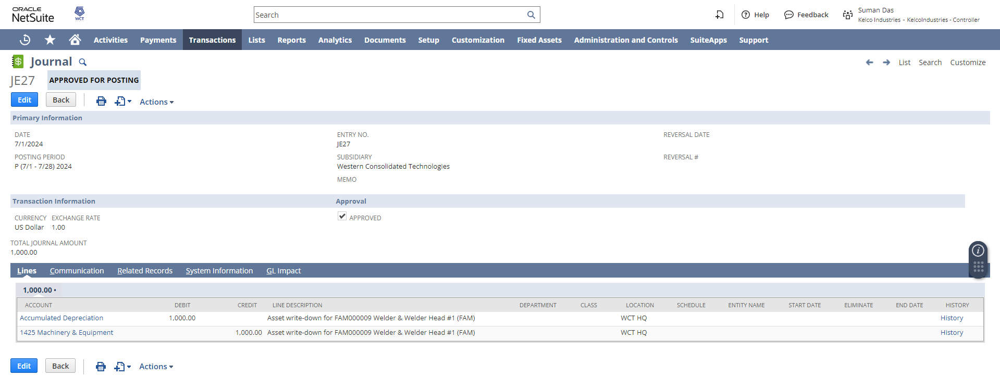 ORACLE
NetSuite
WCT
Search
Help
Feedback
Suman Das
Kelco Industries - KelcoIndustries - Controller
Activities Payments Transactions Lists Reports Analytics Documents Setup Customization Fixed Assets Administration and Controls SuiteApps Support
Journal
List Search Customize
JE27 APPROVED FOR POSTING
Edit Back Actions
Primary Information
DATE ENTRY NO. REVERSAL DATE
7/1/2024 JE27
POSTING PERIOD SUBSIDIARY REVERSAL #
P (7/1 - 7/28) 2024 Western Consolidated Technologies
MEMO
Transaction Information Approval
CURRENCY EXCHANGE RATE APPROVED
US Dollar 1.00
TOTAL JOURNAL AMOUNT
1,000.00
Lines Communication Related Records System Information GL Impact
1,000.00 •
ACCOUNT DEBIT CREDIT LINE DESCRIPTION DEPARTMENT CLASS LOCATION SCHEDULE ENTITY NAME START DATE ELIMINATE END DATE HISTORY
Accumulated Depreciation 1,000.00 Asset write-down for FAM000009 Welder & Welder Head #1 (FAM) WCT HQ History
1425 Machinery & Equipment 1,000.00 Asset write-down for FAM000009 Welder & Welder Head #1 (FAM) WCT HQ History
Edit Back Actions